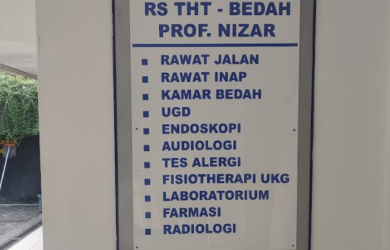 RS THT - BEDAH
PROF. NIZAR
RAWAT JALAN
RAWAT INAP
KAMAR BEDAH
UGD
ENDOSKOPI
AUDIOLOGI
TES ALERGI
FISIOTHERAPI UKG
LABORATORIUM
FARMASI
RADIOLOGI